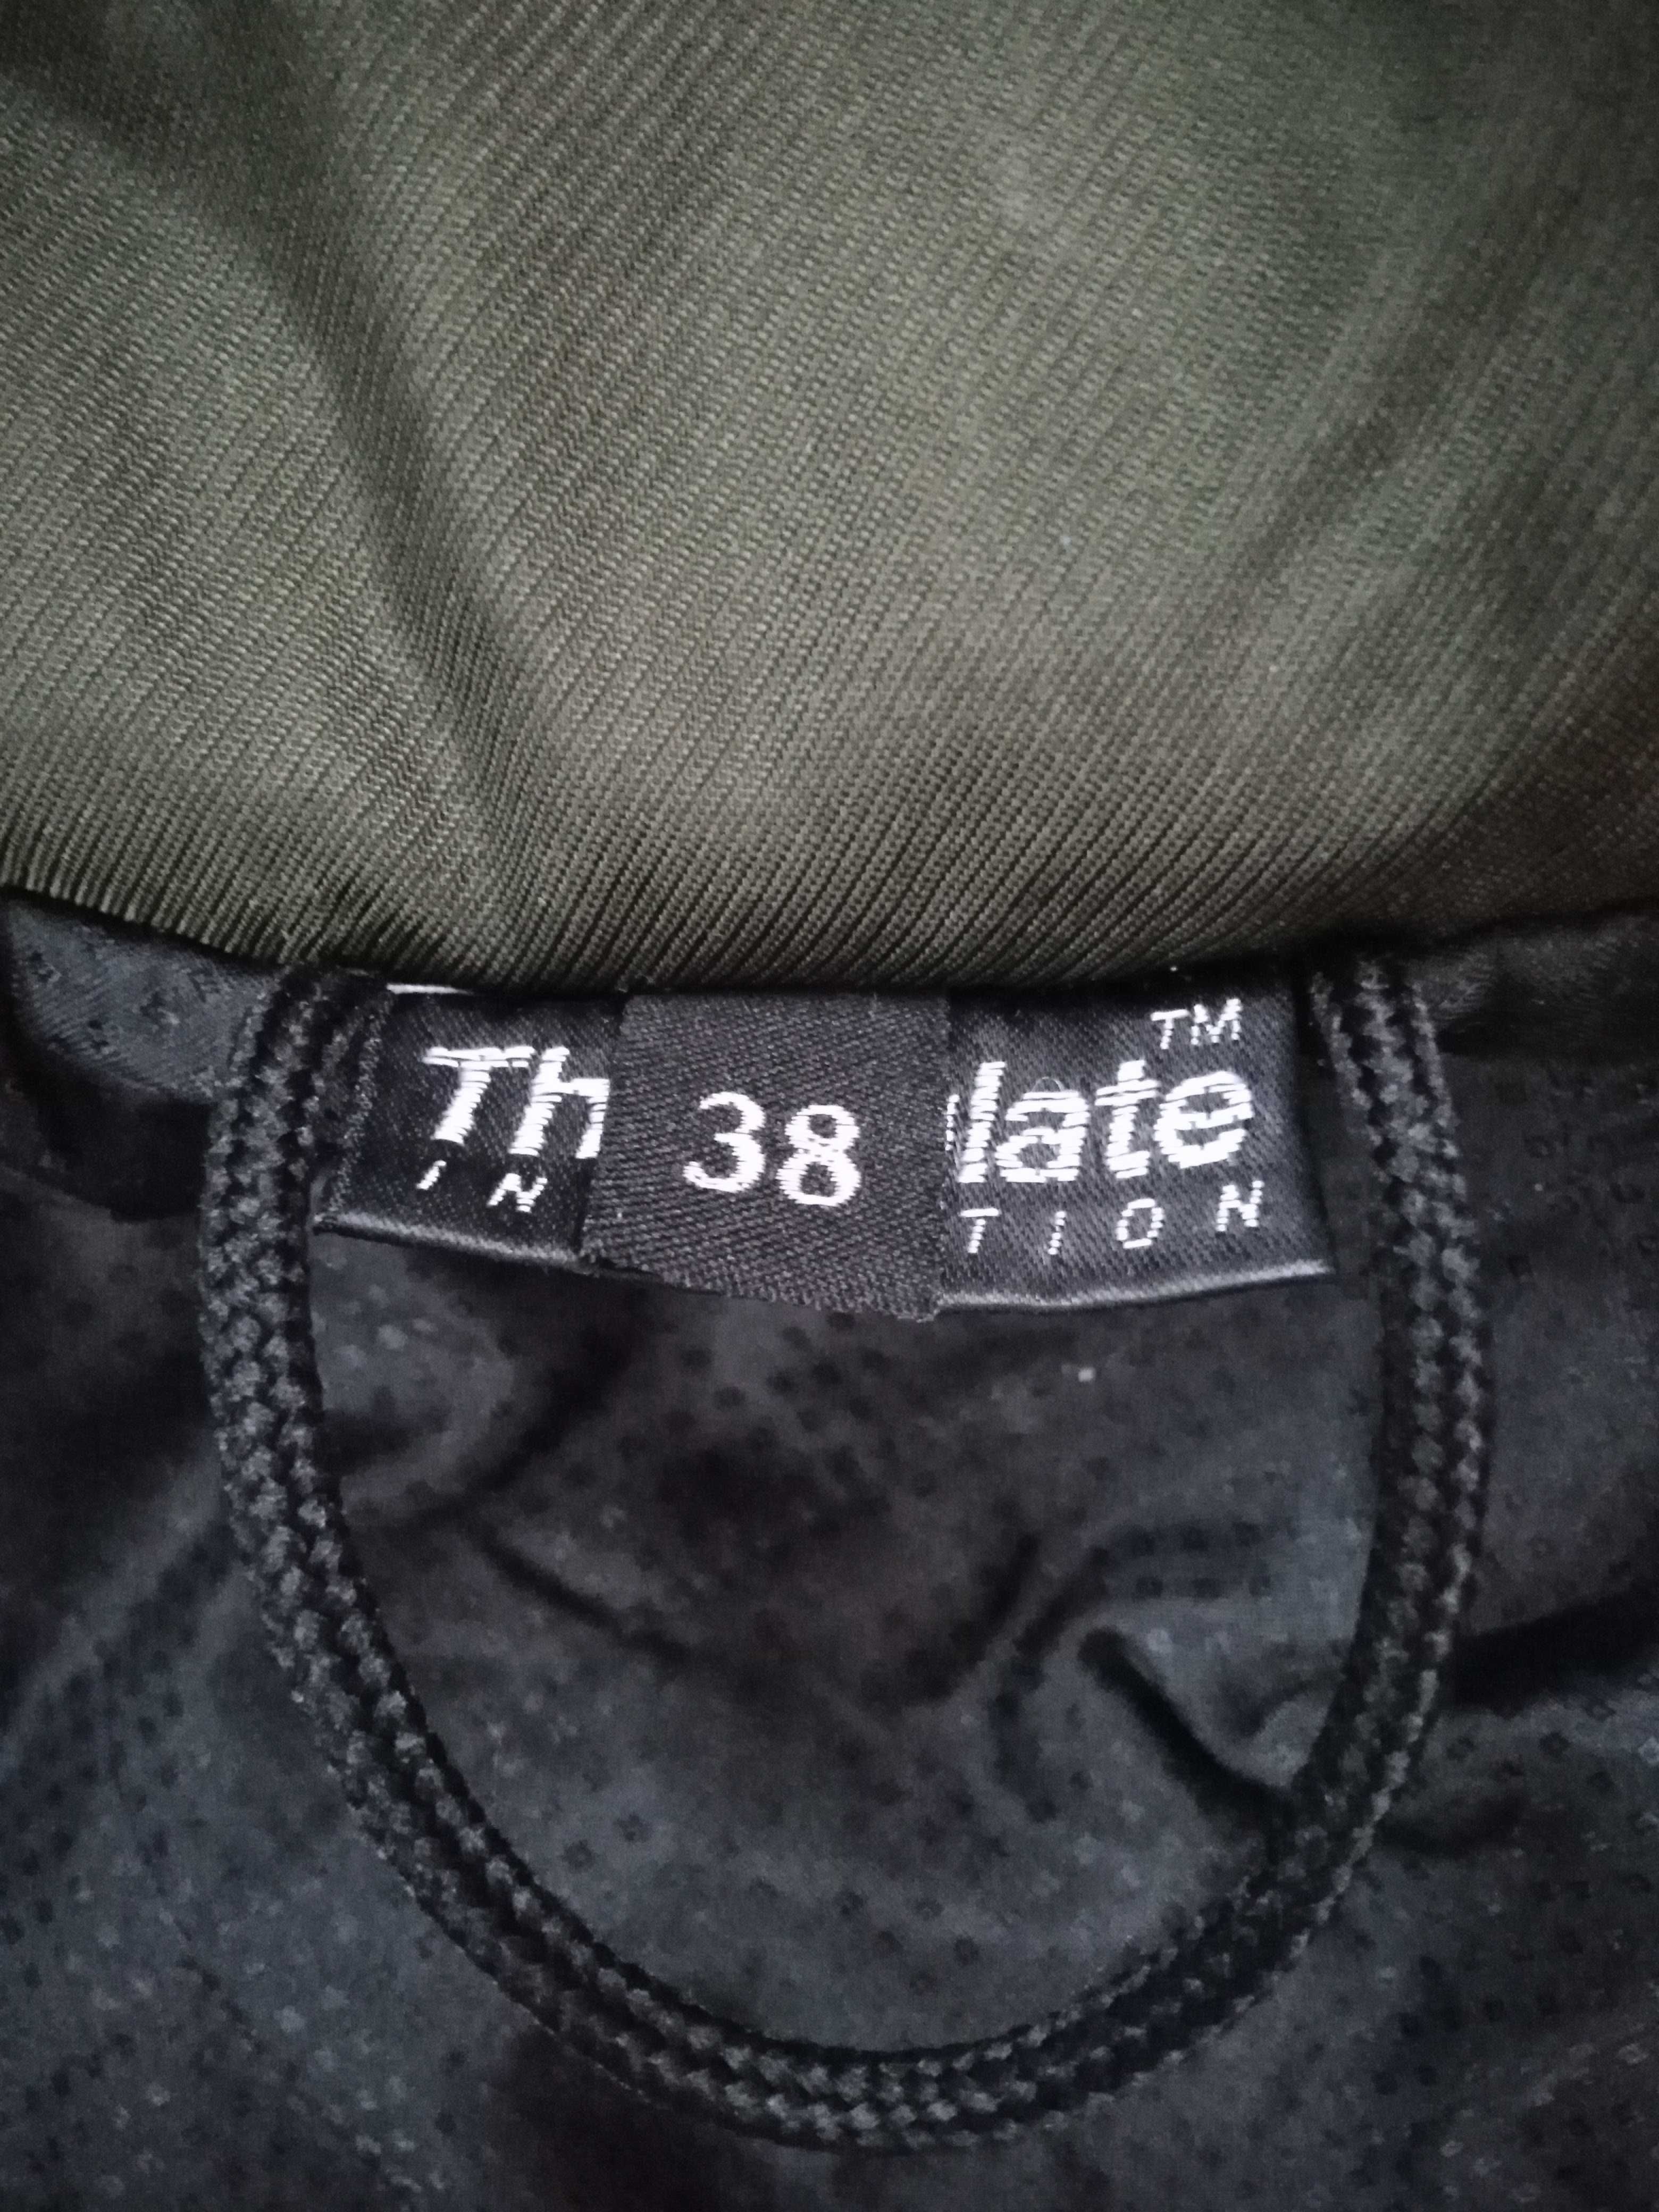 TM
Th 38 late
IN TION